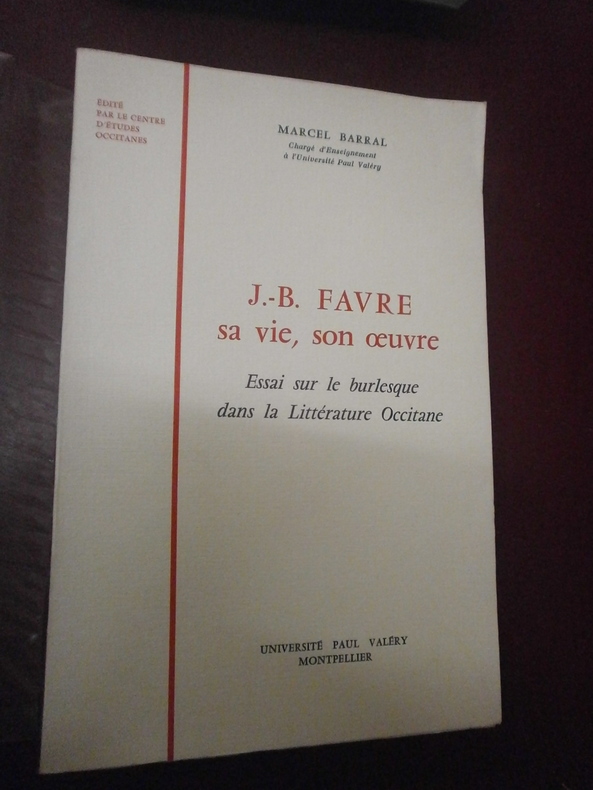 ÉDITÉ
PAR LE CENTRE
D'ÉTUDES
OCCITANES
MARCEL BARRAL
Chargé d'Enseignement
à l'Université Paul Valéry
J.-B. FAVRE
sa vie, son œuvre
Essai sur le burlesque
dans la Littérature Occitane
UNIVERSITÉ PAUL VALÉRY
MONTPELLIER